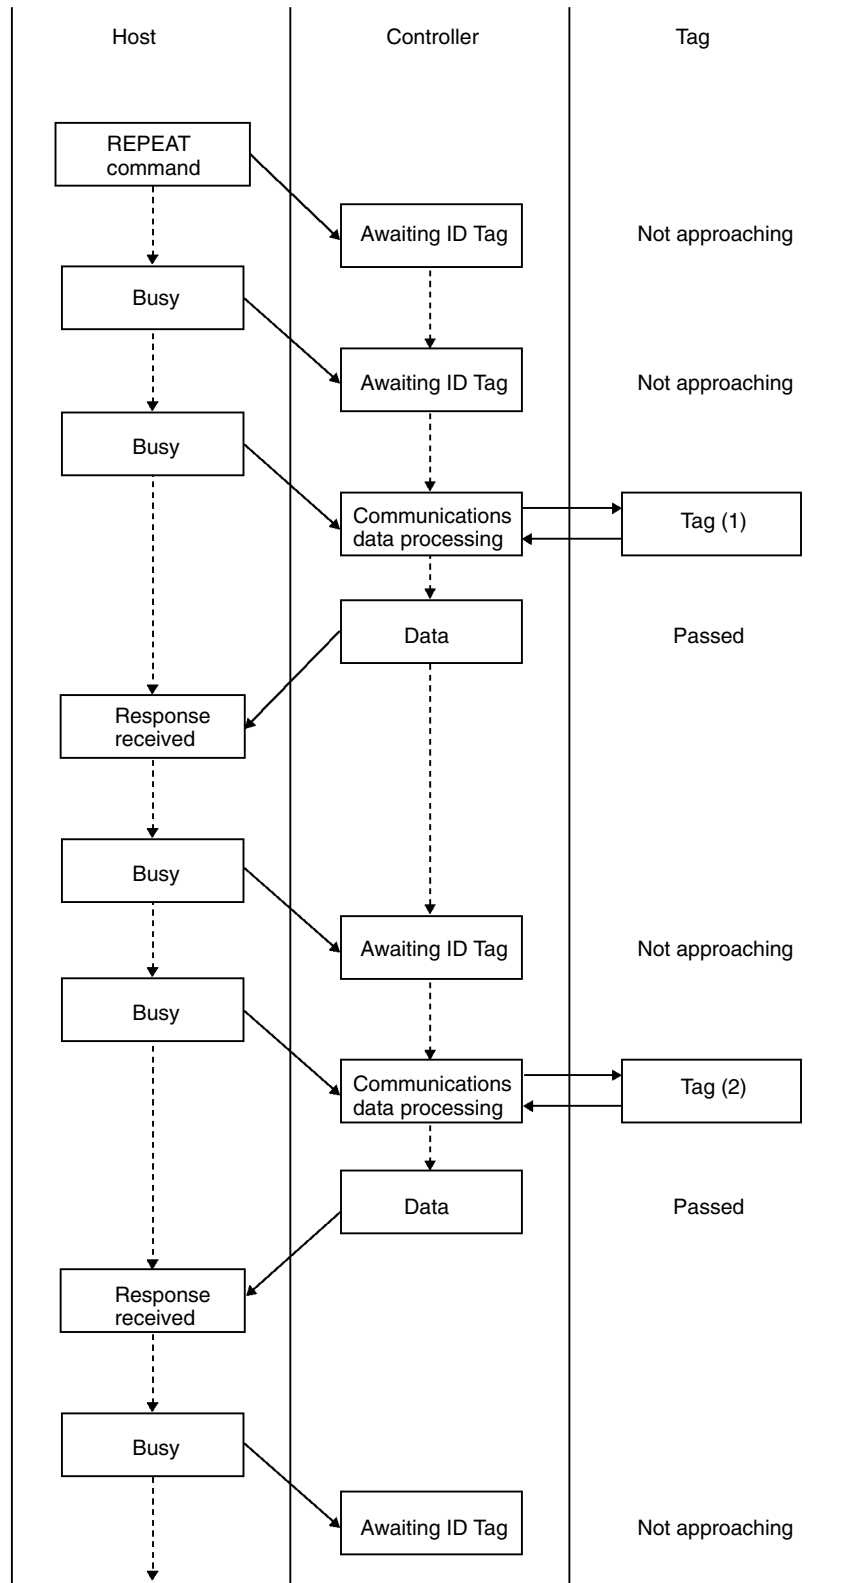 Host
Controller
Tag
REPEAT
command
Awaiting ID Tag
Not approaching
Busy
Awaiting ID Tag
Not approaching
Busy
Communications
data processing
Tag (1)
Data
Passed
Response
received
Busy
Awaiting ID Tag
Not approaching
Busy
Communications
data processing
Tag (2)
Data
Passed
Response
received
Busy
Awaiting ID Tag
Not approaching